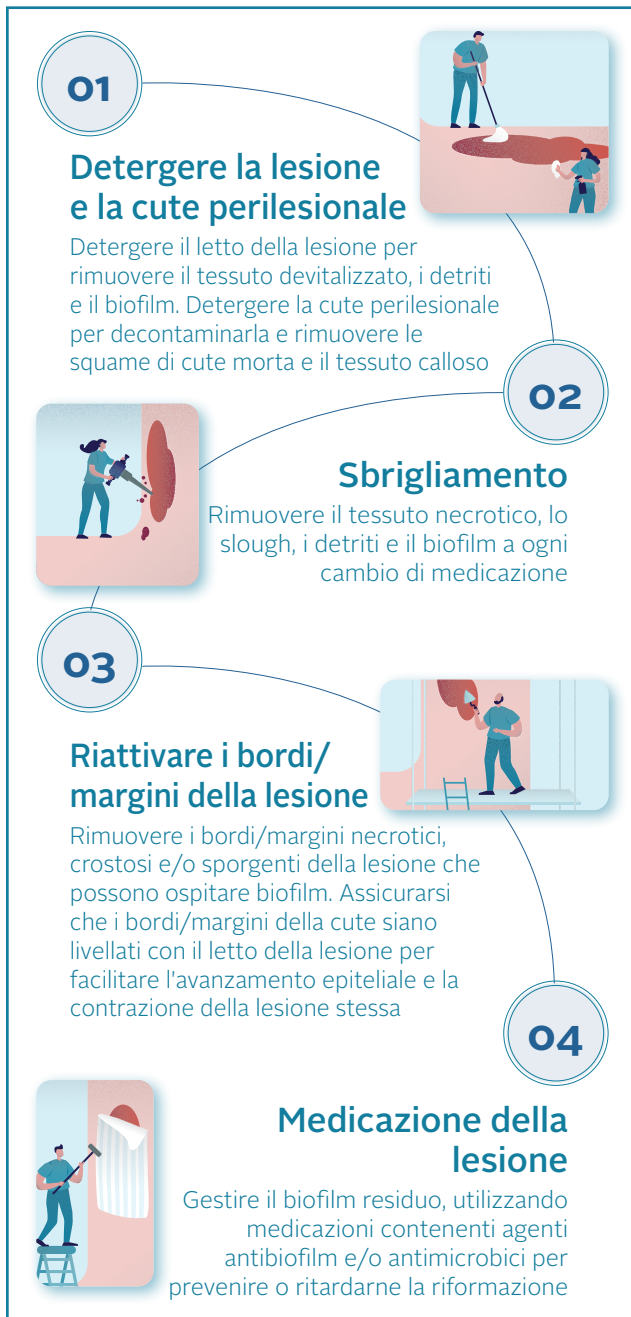 01
Detergere la lesione
e la cute perilesionale
Detergere il letto della lesione per
rimuovere il tessuto devitalizzato, i detriti
e il biofilm. Detergere la cute perilesionale
per decontaminarla e rimuovere le
squame di cute morta e il tessuto calloso
02
Sbrigliamento
Rimuovere il tessuto necrotico, lo
slough, i detriti e il biofilm a ogni
cambio di medicazione
03
Riattivare i bordi/
margini della lesione
Rimuovere i bordi/margini necrotici,
crostosi e/o sporgenti della lesione che
possono ospitare biofilm. Assicurarsi
che i bordi/margini della cute siano
livellati con il letto della lesione per
facilitare l'avanzamento epiteliale e la
contrazione della lesione stessa
04
Medicazione della
lesione
Gestire il biofilm residuo, utilizzando
medicazioni contenenti agenti
antibiofilm e/o antimicrobici per
prevenire o ritardarne la riformazione